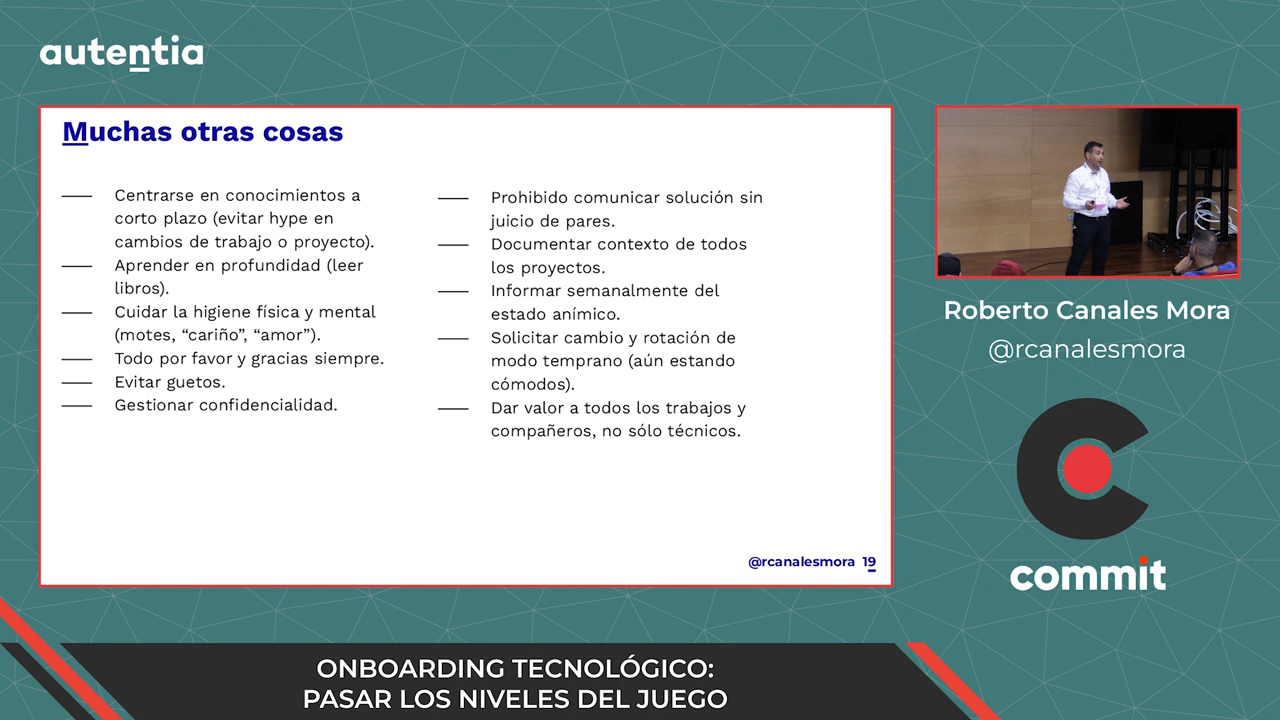 autentia
Muchas otras cosas
Centrarse en conocimientos a
corto plazo (evitar hype en
cambios de trabajo o proyecto).
Aprender en profundidad (leer
libros).
Cuidar la higiene física y mental
(motes, “cariño”, “amor”).
Todo por favor y gracias siempre.
Evitar guetos.
Gestionar confidencialidad.
Prohibido comunicar solución sin
juicio de pares.
Documentar contexto de todos
los proyectos.
Informar semanalmente del
estado anímico.
Solicitar cambio y rotación de
modo temprano (aún estando
cómodos).
Dar valor a todos los trabajos y
compañeros, no sólo técnicos.
@rcanalesmora 19
Roberto Canales Mora
@rcanalesmora
commit
ONBOARDING TECNOLÓGICO:
PASAR LOS NIVELES DEL JUEGO